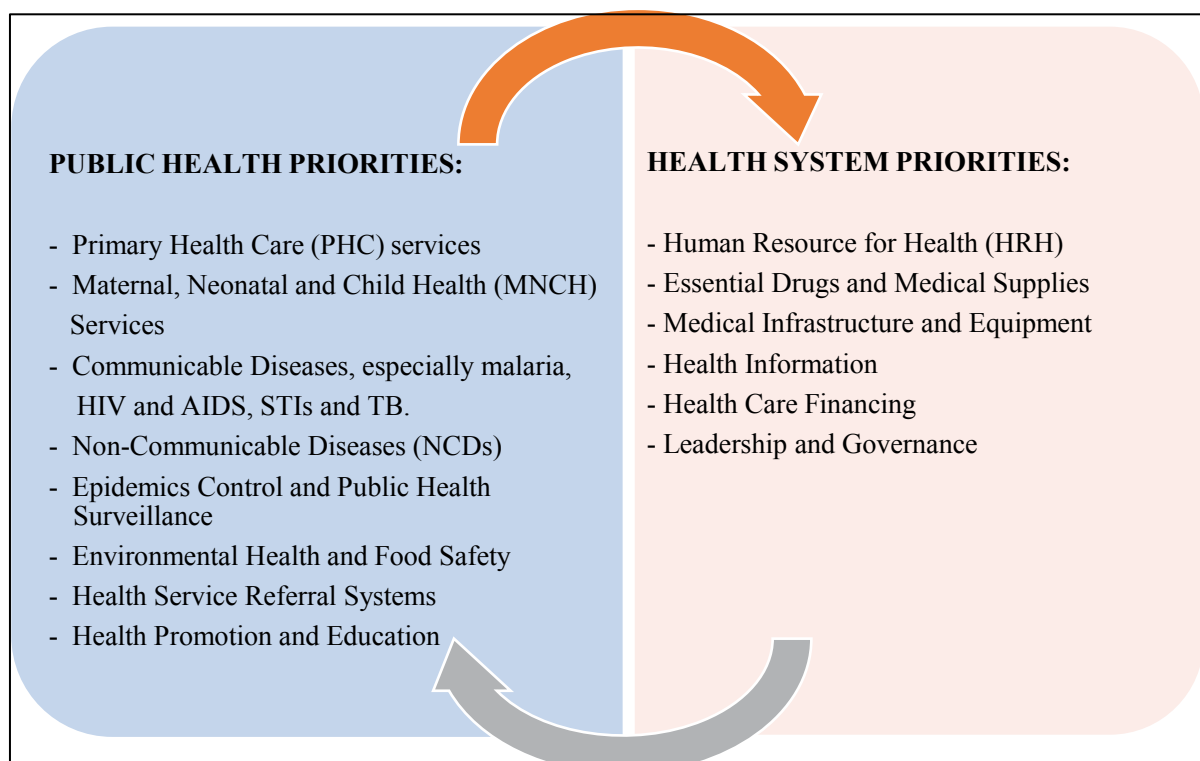 PUBLIC HEALTH PRIORITIES:
- Primary Health Care (PHC) services
- Maternal, Neonatal and Child Health (MNCH)
Services
- Communicable Diseases, especially malaria,
HIV and AIDS, STIs and TB.
- Non-Communicable Diseases (NCDs)
- Epidemics Control and Public Health
Surveillance
- Environmental Health and Food Safety
- Health Service Referral Systems
- Health Promotion and Education
HEALTH SYSTEM PRIORITIES:
- Human Resource for Health (HRH)
- Essential Drugs and Medical Supplies
- Medical Infrastructure and Equipment
- Health Information
- Health Care Financing
- Leadership and Governance